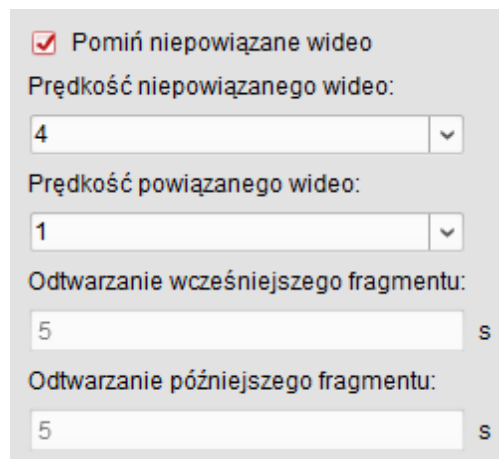 Pomiń niepowiązane wideo
Prędkość niepowiązanego wideo:
4
Prędkość powiązanego wideo:
1
Odtwarzanie wcześniejszego fragmentu:
5 s
Odtwarzanie późniejszego fragmentu:
5 s